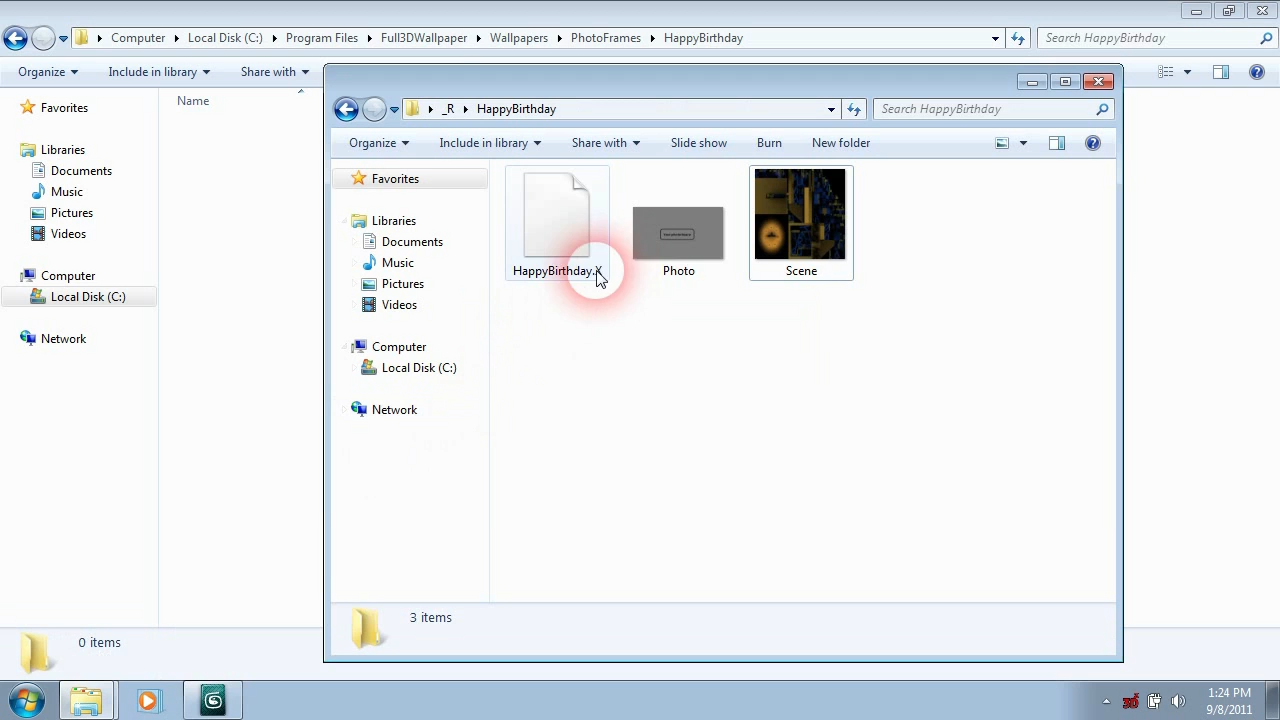 Computer Local Disk (C:) Program Files Full3DWallpaper Wallpapers PhotoFrames HappyBirthday Search HappyBirthday
Organize Include in library Share with
Favorites
Libraries
Documents
Music
Pictures
Videos
Computer
Local Disk (C:)
Network
Name
0 items
_R HappyBirthday Search HappyBirthday
Organize Include in library Share with Slide show Burn New folder
Favorites
Libraries
Documents
Music
Pictures
Videos
Computer
Local Disk (C:)
Network
HappyBirthday.X Photo Scene
3 items
1:24 PM
9/8/2011